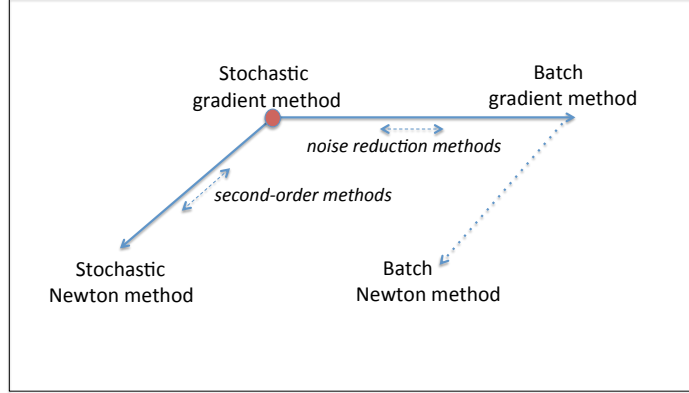 Stochastic
gradient method
Batch
gradient method
noise reduction methods
second-order methods
Stochastic
Newton method
Batch
Newton method